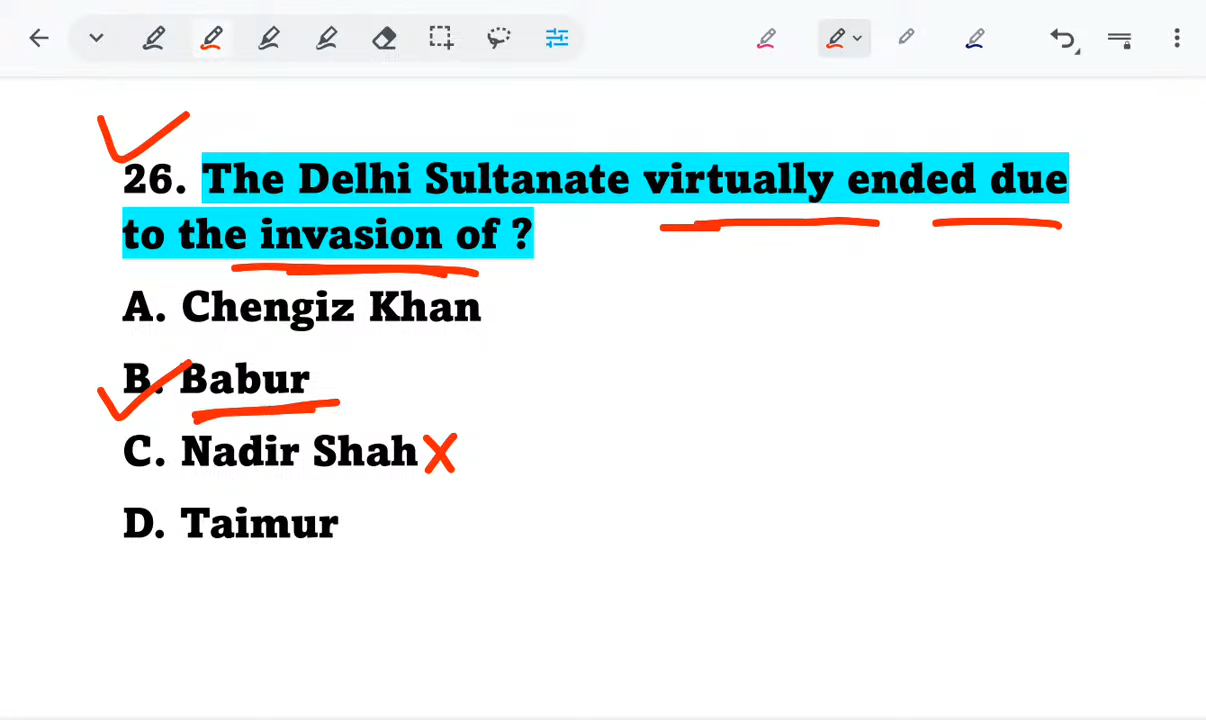 26. The Delhi Sultanate virtually ended due
to the invasion of ?
A. Chengiz Khan
B. Babur
C. Nadir Shah
D. Taimur